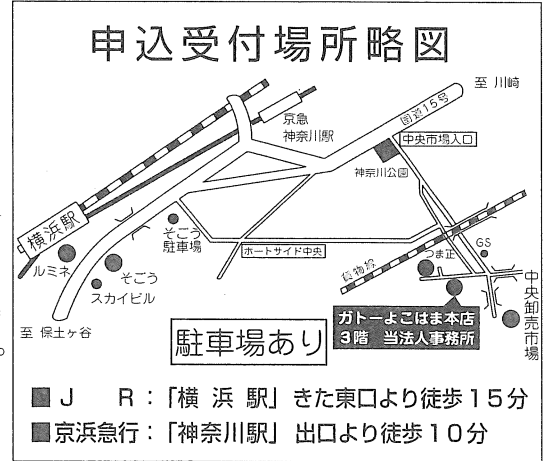 申込受付場所略図
至 川崎
国道15号
京急
神奈川駅
中央市場入口
神奈川公園
横浜駅
そごう
駐車場
ポートサイド中央
ルミネ
そごう
スカイビル
貨物線
つま正
GS
中央卸売市場
ガトーよこはま本店
3階 当法人事務所
至 保土ヶ谷
駐車場あり
■J R：「横浜駅」きた東口より徒歩15分
■京浜急行：「神奈川駅」出口より徒歩10分